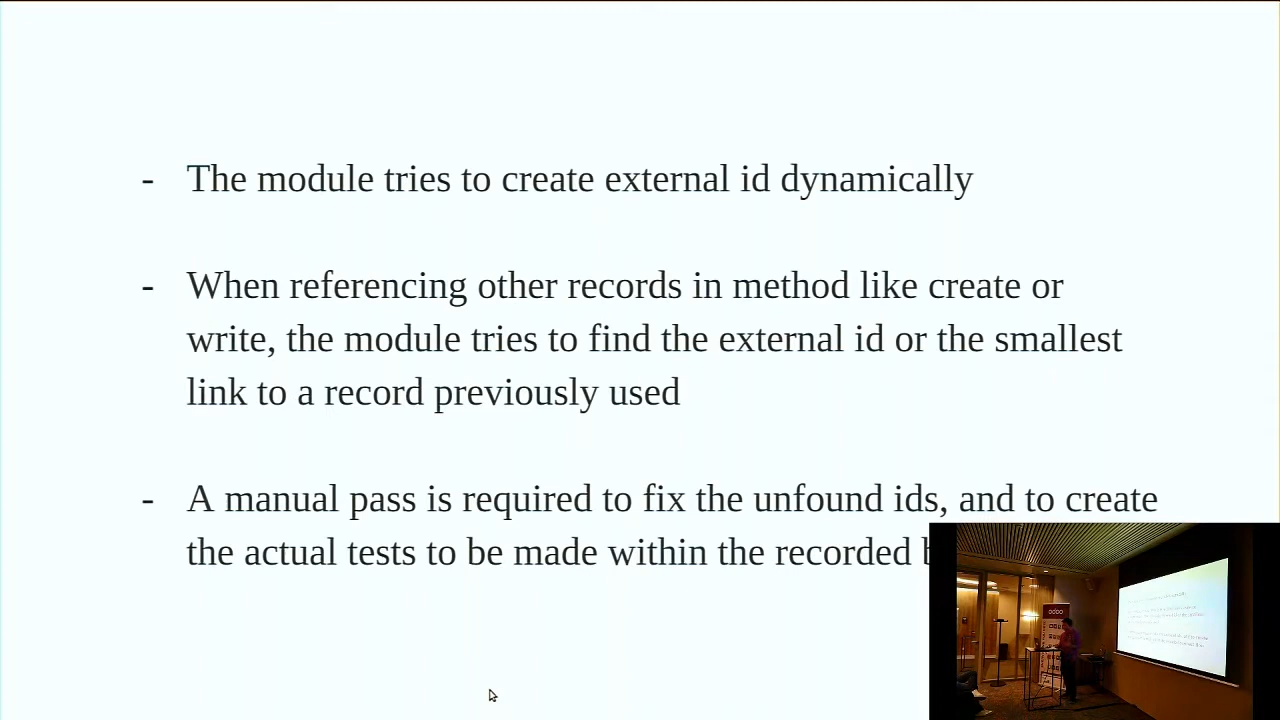 - The module tries to create external id dynamically
- When referencing other records in method like create or
write, the module tries to find the external id or the smallest
link to a record previously used
- A manual pass is required to fix the unfound ids, and to create
the actual tests to be made within the recorded
odoo